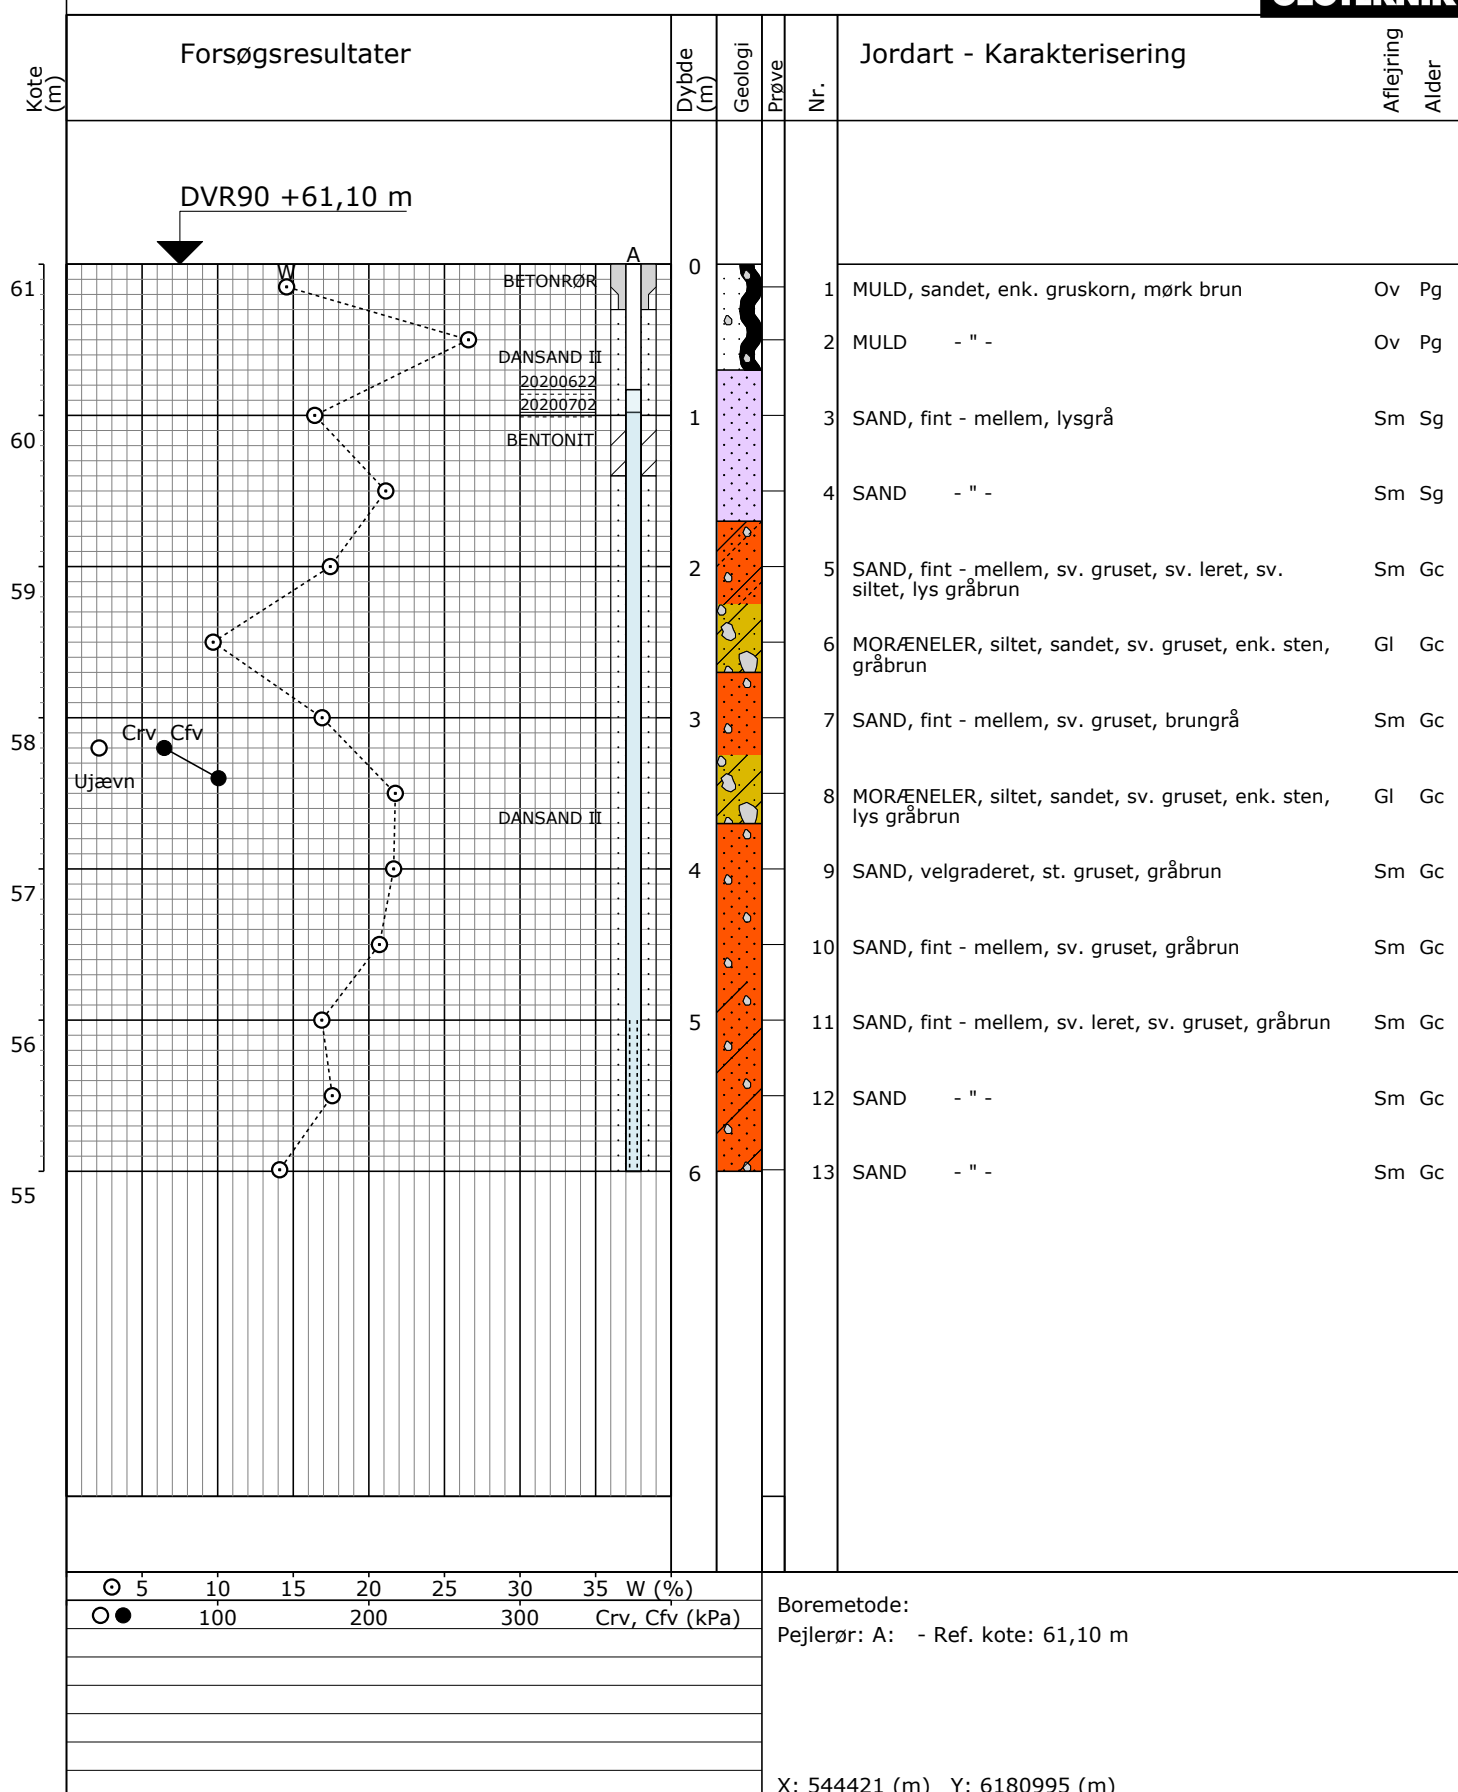 Kote (m)
Forsøgsresultater
Dybde (m)
Geologi
Prøve
Nr.
Jordart - Karakterisering
Aflejring
Alder
DVR90 +61,10 m
W
A
0
61
BETONRØR
1 MULD, sandet, enk. gruskorn, mørk brun Ov Pg
2 MULD - " - Ov Pg
DANSAND II
20200622
20200702
1
3 SAND, fint - mellem, lysgrå Sm Sg
60
BENTONIT
4 SAND - " - Sm Sg
2
5 SAND, fint - mellem, sv. gruset, sv. leret, sv. Sm Gc
siltet, lys gråbrun
59
6 MORÆNELER, siltet, sandet, sv. gruset, enk. sten, Gl Gc
gråbrun
3
7 SAND, fint - mellem, sv. gruset, brungrå Sm Gc
58
Crv Cfv
Ujævn
8 MORÆNELER, siltet, sandet, sv. gruset, enk. sten, Gl Gc
lys gråbrun
DANSAND II
4
9 SAND, velgraderet, st. gruset, gråbrun Sm Gc
57
10 SAND, fint - mellem, sv. gruset, gråbrun Sm Gc
5
11 SAND, fint - mellem, sv. leret, sv. gruset, gråbrun Sm Gc
56
12 SAND - " - Sm Gc
6
13 SAND - " - Sm Gc
55
5 10 15 20 25 30 35 W (%)
100 200 300 Crv, Cfv (kPa)
Boremetode:
Pejlerør: A: - Ref. kote: 61,10 m
X: 544421 (m) Y: 6180995 (m)